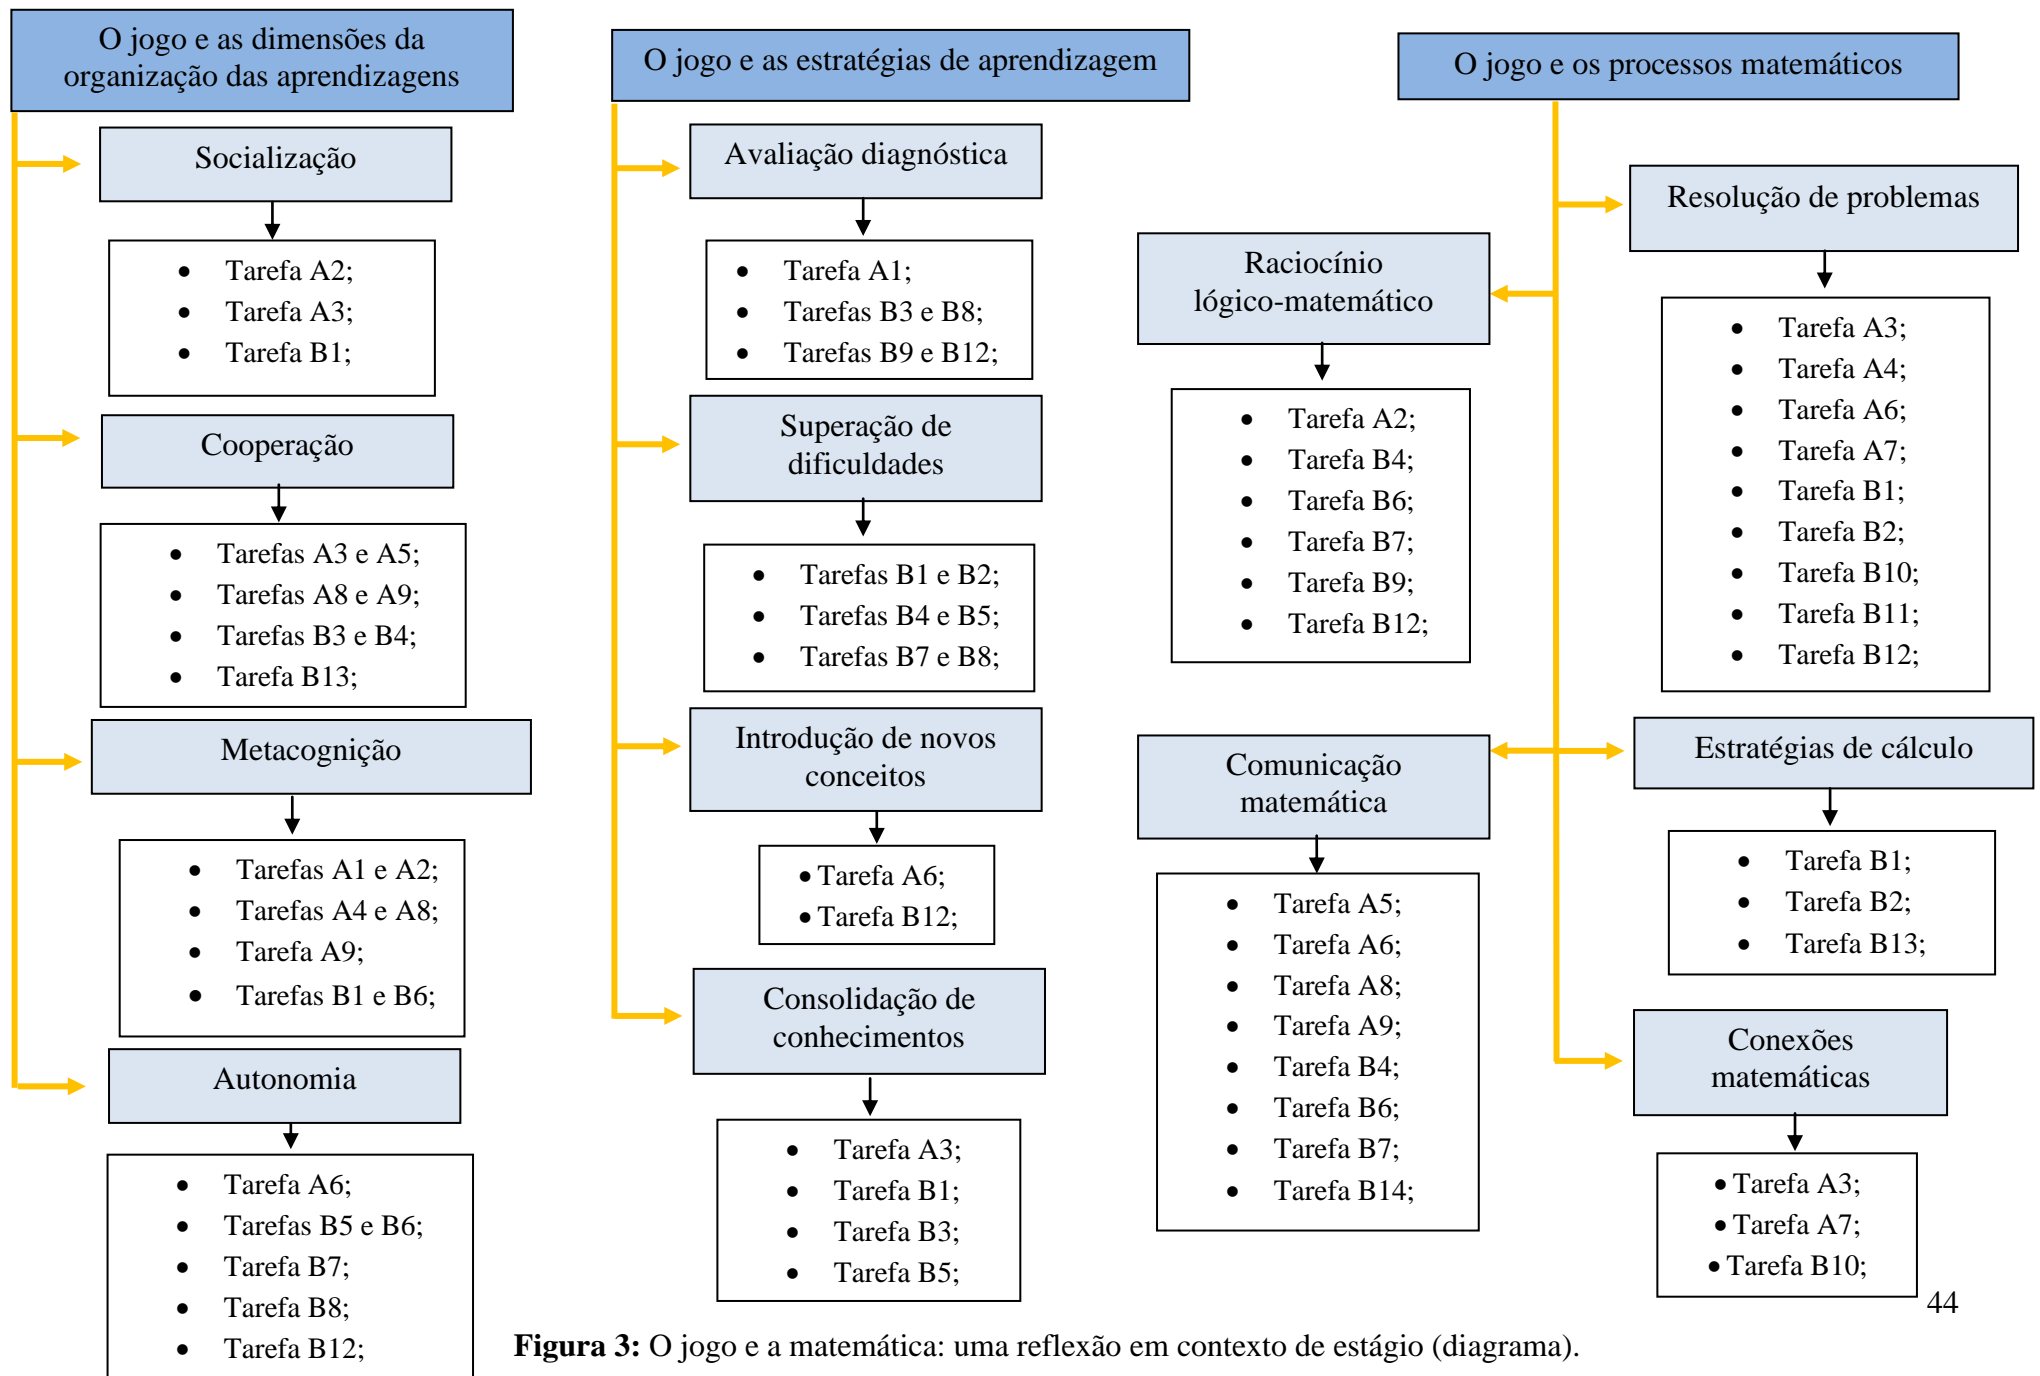 O jogo e as dimensões da
organização das aprendizagens
Socialização
• Tarefa A2;
• Tarefa A3;
• Tarefa B1;
Cooperação
• Tarefas A3 e A5;
• Tarefas A8 e A9;
• Tarefas B3 e B4;
• Tarefa B13;
Metacognição
• Tarefas A1 e A2;
• Tarefas A4 e A8;
• Tarefa A9;
• Tarefas B1 e B6;
Autonomia
• Tarefa A6;
• Tarefas B5 e B6;
• Tarefa B7;
• Tarefa B8;
• Tarefa B12;
O jogo e as estratégias de aprendizagem
Avaliação diagnóstica
• Tarefa A1;
• Tarefas B3 e B8;
• Tarefas B9 e B12;
Superação de
dificuldades
• Tarefas B1 e B2;
• Tarefas B4 e B5;
• Tarefas B7 e B8;
Introdução de novos
conceitos
• Tarefa A6;
• Tarefa B12;
Consolidação de
conhecimentos
• Tarefa A3;
• Tarefa B1;
• Tarefa B3;
• Tarefa B5;
O jogo e os processos matemáticos
Raciocínio
lógico-matemático
• Tarefa A2;
• Tarefa B4;
• Tarefa B6;
• Tarefa B7;
• Tarefa B9;
• Tarefa B12;
Comunicação
matemática
• Tarefa A5;
• Tarefa A6;
• Tarefa A8;
• Tarefa A9;
• Tarefa B4;
• Tarefa B6;
• Tarefa B7;
• Tarefa B14;
Resolução de problemas
• Tarefa A3;
• Tarefa A4;
• Tarefa A6;
• Tarefa A7;
• Tarefa B1;
• Tarefa B2;
• Tarefa B10;
• Tarefa B11;
• Tarefa B12;
Estratégias de cálculo
• Tarefa B1;
• Tarefa B2;
• Tarefa B13;
Conexões
matemáticas
• Tarefa A3;
• Tarefa A7;
• Tarefa B10;
44
Figura 3: O jogo e a matemática: uma reflexão em contexto de estágio (diagrama).